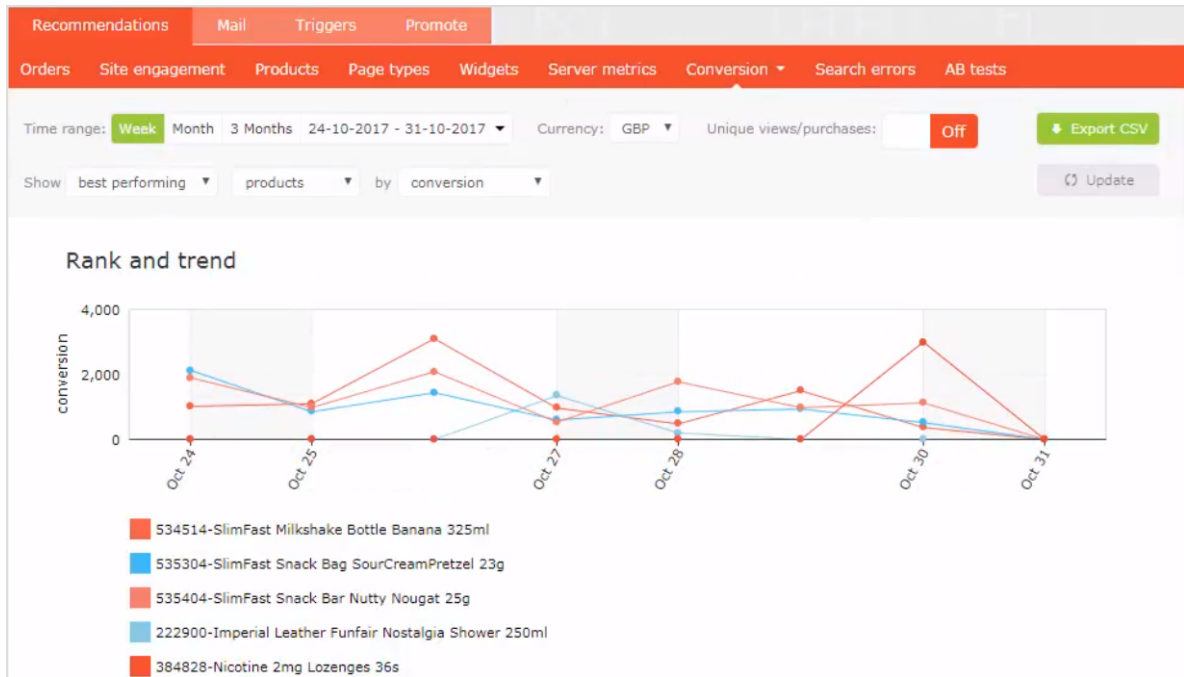 Recommendations Mail Triggers Promote
Orders Site engagement Products Page types Widgets Server metrics Conversion Search errors AB tests
Time range: Week Month 3 Months 24-10-2017 - 31-10-2017 Currency: GBP Unique views/purchases: Off Export CSV
Show best performing products by conversion Update
Rank and trend
4,000
conversion
2,000
0
Oct 24 Oct 25 Oct 27 Oct 28 Oct 30 Oct 31
534514-SlimFast Milkshake Bottle Banana 325ml
535304-SlimFast Snack Bag SourCreamPretzel 23g
535404-SlimFast Snack Bar Nutty Nougat 25g
222900-Imperial Leather Funfair Nostalgia Shower 250ml
384828-Nicotine 2mg Lozenges 36s